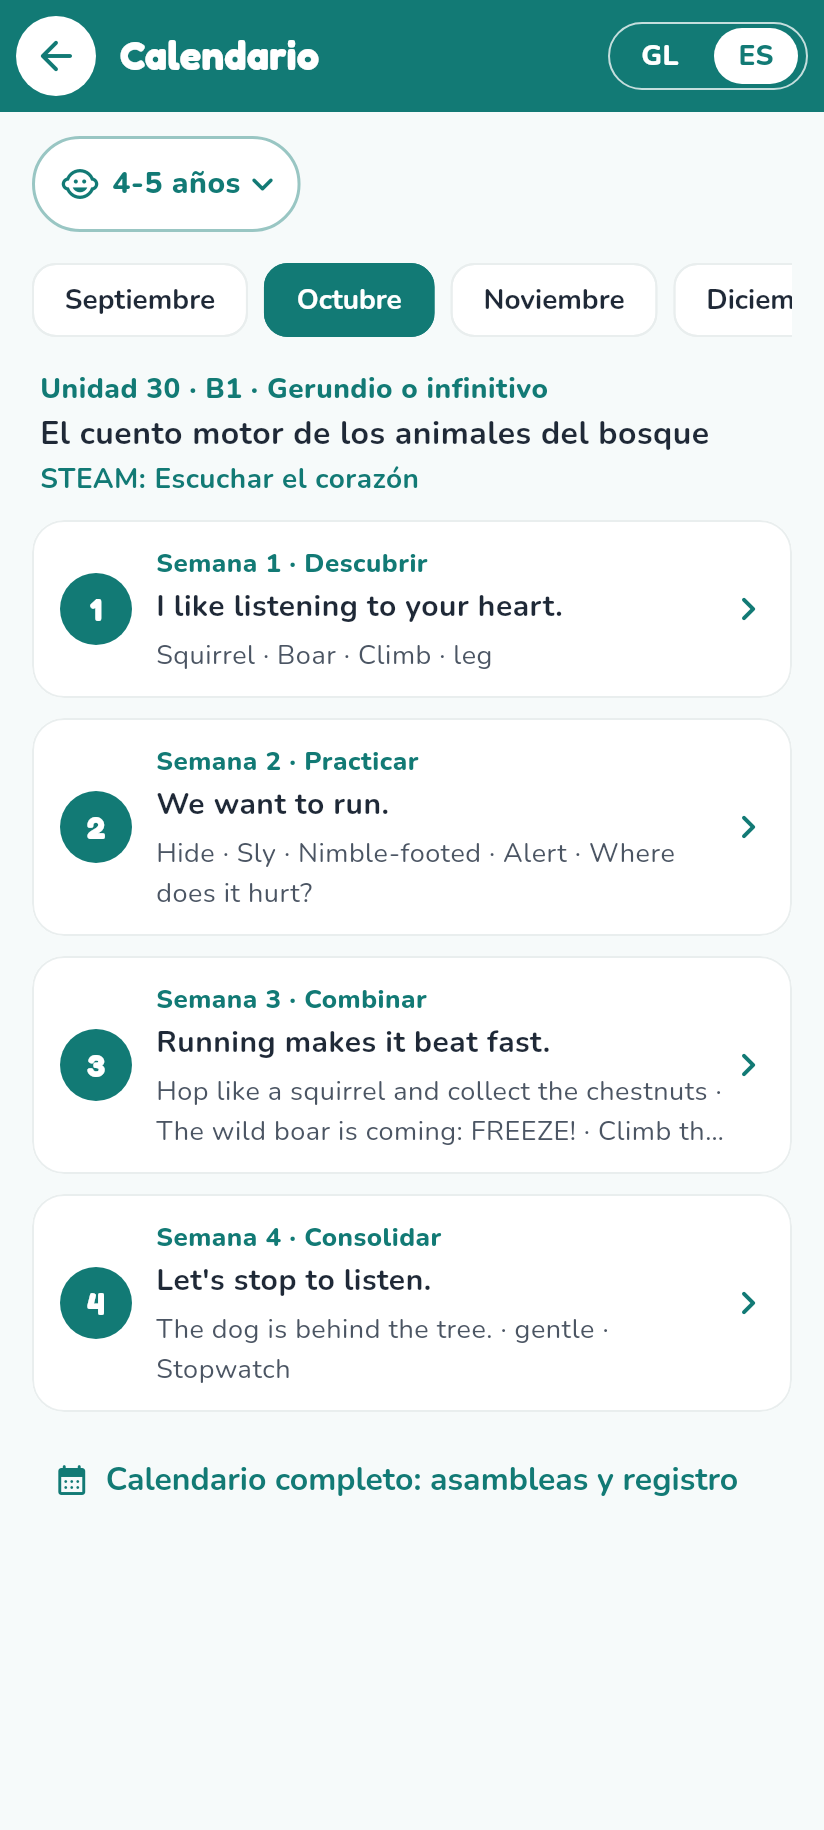 Calendario
GL ES
4-5 años
Septiembre Octubre Noviembre Diciem
Unidad 30 · B1 · Gerundio o infinitivo
El cuento motor de los animales del bosque
STEAM: Escuchar el corazón
Semana 1 · Descubrir
1
I like listening to your heart.
Squirrel · Boar · Climb · leg
Semana 2 · Practicar
2
We want to run.
Hide · Sly · Nimble-footed · Alert · Where
does it hurt?
Semana 3 · Combinar
3
Running makes it beat fast.
Hop like a squirrel and collect the chestnuts ·
The wild boar is coming: FREEZE! · Climb th...
Semana 4 · Consolidar
4
Let's stop to listen.
The dog is behind the tree. · gentle ·
Stopwatch
Calendario completo: asambleas y registro